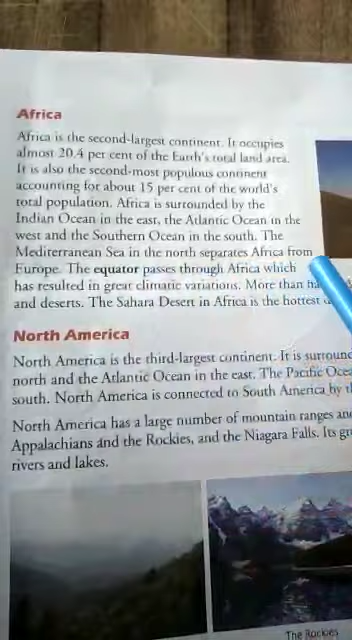 Africa
Africa is the second-largest continent. It occupies
almost 20.4 per cent of the Earth's total land area.
It is also the second-most populous continent
accounting for about 15 per cent of the world's
total population. Africa is surrounded by the
Indian Ocean in the east, the Atlantic Ocean in the
west and the Southern Ocean in the south. The
Mediterranean Sea in the north separates Africa from
Europe. The equator passes through Africa which
has resulted in great climatic variations. More than
and deserts. The Sahara Desert in Africa is the hottest
North America
North America is the third-largest continent. It is
north and the Atlantic Ocean in the east. The Pacific
south. North America is connected to South America by
North America has a large number of mountain ranges
Appalachians and the Rockies, and the Niagara Falls. Its
rivers and lakes.
The Rockies